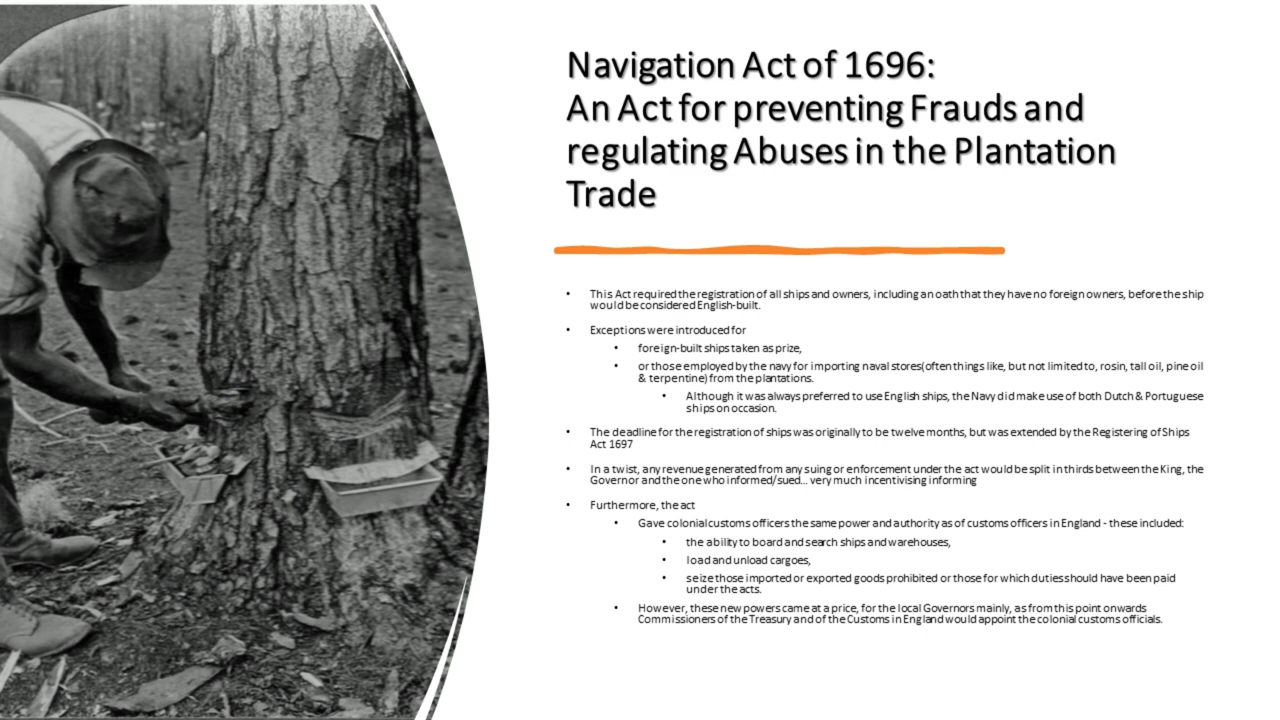 Navigation Act of 1696:
An Act for preventing Frauds and
regulating Abuses in the Plantation
Trade
• This Act required the registration of all ships and owners, including an oath that they have no foreign owners, before the ship
would be considered English-built.
• Exceptions were introduced for
• foreign-built ships taken as prize,
• or those employed by the navy for importing naval stores(often things like, but not limited to, rosin, tall oil, pine oil
& terpentine) from the plantations.
• Although it was always preferred to use English ships, the Navy did make use of both Dutch & Portuguese
ships on occasion.
• The deadline for the registration of ships was originally to be twelve months, but was extended by the Registering of Ships
Act 1697
• In a twist, any revenue generated from any suing or enforcement under the act would be split in thirds between the King, the
Governor and the one who informed/sued... very much incentivising informing
• Furthermore, the act
• Gave colonial customs officers the same power and authority as of customs officers in England - these included:
• the ability to board and search ships and warehouses,
• load and unload cargoes,
• seize those imported or exported goods prohibited or those for which duties should have been paid
under the acts.
• However, these new powers came at a price, for the local Governors mainly, as from this point onwards
Commissioners of the Treasury and of the Customs in England would appoint the colonial customs officials.